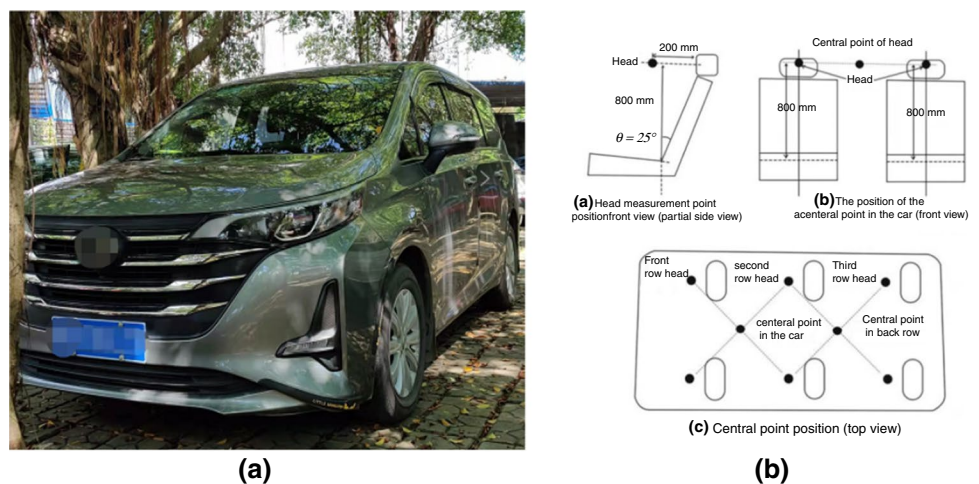 200 mm
Head
800 mm
θ = 25°
(a) Head measurement point
positionfront view (partial side view)
Central point of head
Head
800 mm
800 mm
(b) The position of the
acenteral point in the car (front view)
Front
row head
second
row head
Third
row head
centeral point
in the car
Central point
in back row
(c) Central point position (top view)
(a)
(b)